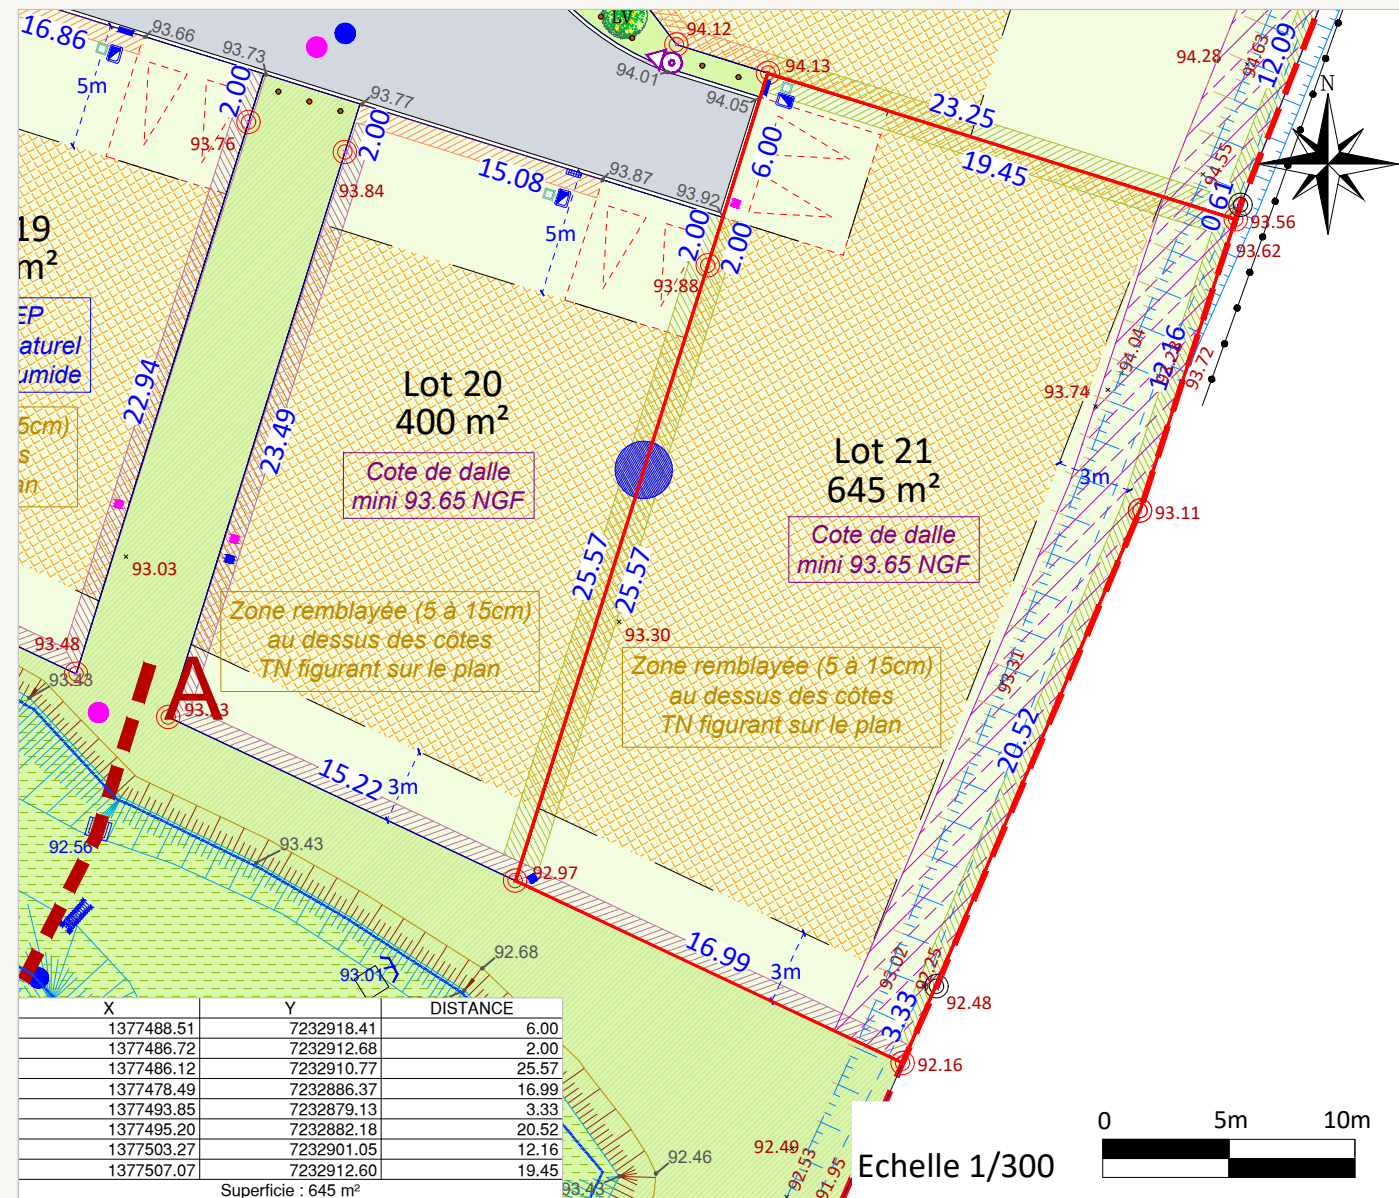 16.86
93.66
93.73
5m
2.00
93.76
93.77
2.00
93.84
15.08
5m
93.87
93.92
LV
94.12
94.01
94.05
94.13
6.00
2.00
2.00
93.88
23.25
19.45
94.28
94.63
12.09
N
94.55
0.61
93.56
93.62
94.04
12.16
93.72
93.74
3m
93.11
19
m²
EP
aturel
umide
5cm)
s
an
22.94
23.49
Lot 20
400 m²
Cote de dalle
mini 93.65 NGF
Lot 21
645 m²
Cote de dalle
mini 93.65 NGF
93.03
25.57
25.57
93.30
Zone remblayée (5 à 15cm)
au dessus des côtes
TN figurant sur le plan
Zone remblayée (5 à 15cm)
au dessus des côtes
TN figurant sur le plan
93.48
93.43
A
15.22
3m
93.31
20.52
92.56
93.43
92.97
92.68
93.01
16.99
3m
93.02
92.25
3.33
92.48
92.16
X Y DISTANCE
1377488.51 7232918.41 6.00
1377486.72 7232912.68 2.00
1377486.12 7232910.77 25.57
1377478.49 7232886.37 16.99
1377493.85 7232879.13 3.33
1377495.20 7232882.18 20.52
1377503.27 7232901.05 12.16
1377507.07 7232912.60 19.45
Superficie : 645 m²
93.43
92.46
92.49
92.53
91.95
Echelle 1/300
0 5m 10m